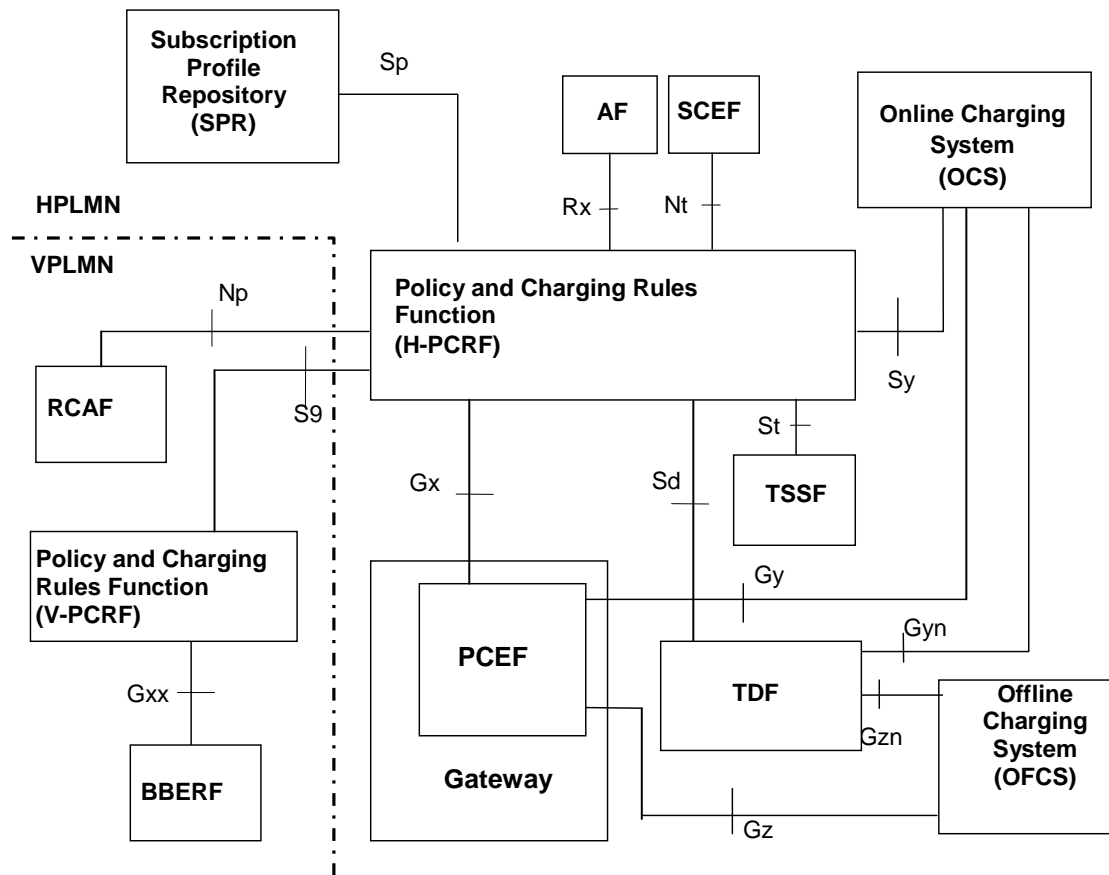 Subscription
Profile
Repository
(SPR)
Sp
AF
SCEF
Online Charging
System
(OCS)
HPLMN
Rx
Nt
VPLMN
Np
Policy and Charging Rules
Function
(H-PCRF)
Sy
RCAF
S9
St
Gx
Sd
TSSF
Policy and Charging
Rules Function
(V-PCRF)
Gy
Gyn
PCEF
TDF
Gxx
Offline
Charging
System
(OFCS)
Gzn
Gateway
BBERF
Gz